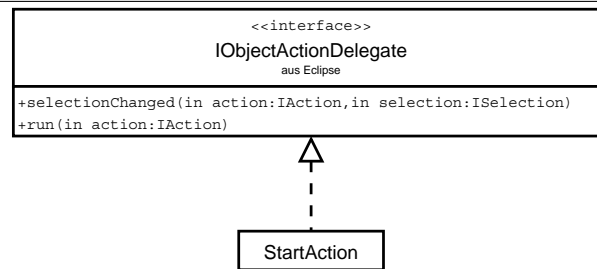 <<interface>>
IObjectActionDelegate
aus Eclipse
+selectionChanged(in action:IAction,in selection:ISelection)
+run(in action:IAction)
StartAction